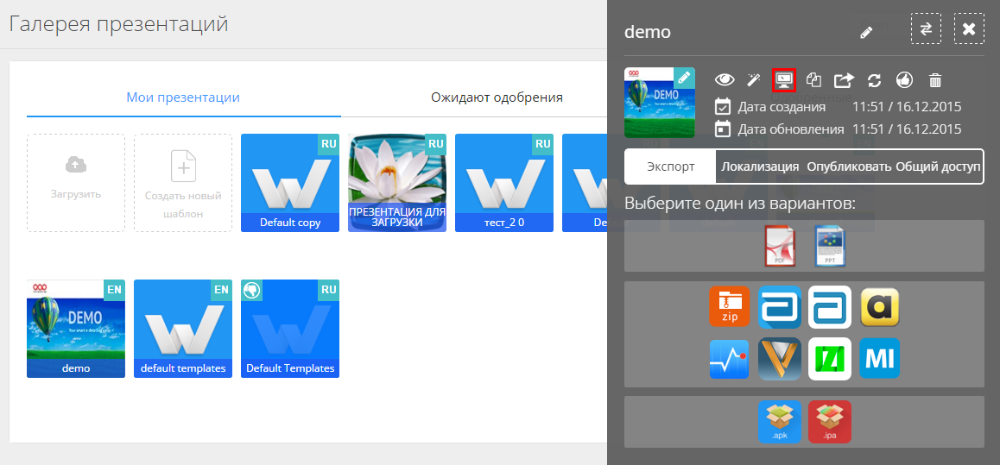 Галерея презентаций
demo
Мои презентации
Ожидают одобрения
DEMO
Дата создания 11:51 / 16.12.2015
Дата обновления 11:51 / 16.12.2015
Загрузить
Создать новый
шаблон
RU
Default copy
ПРЕЗЕНТАЦИЯ ДЛЯ
ЗАГРУЗКИ
RU
тест_2 0
Экспорт
Локализация
Опубликовать
Общий доступ
Выберите один из вариантов:
PDF
PPT
EN
DEMO
demo
EN
default templates
RU
Default Templates
zip
a
MI
.apk
.ipa